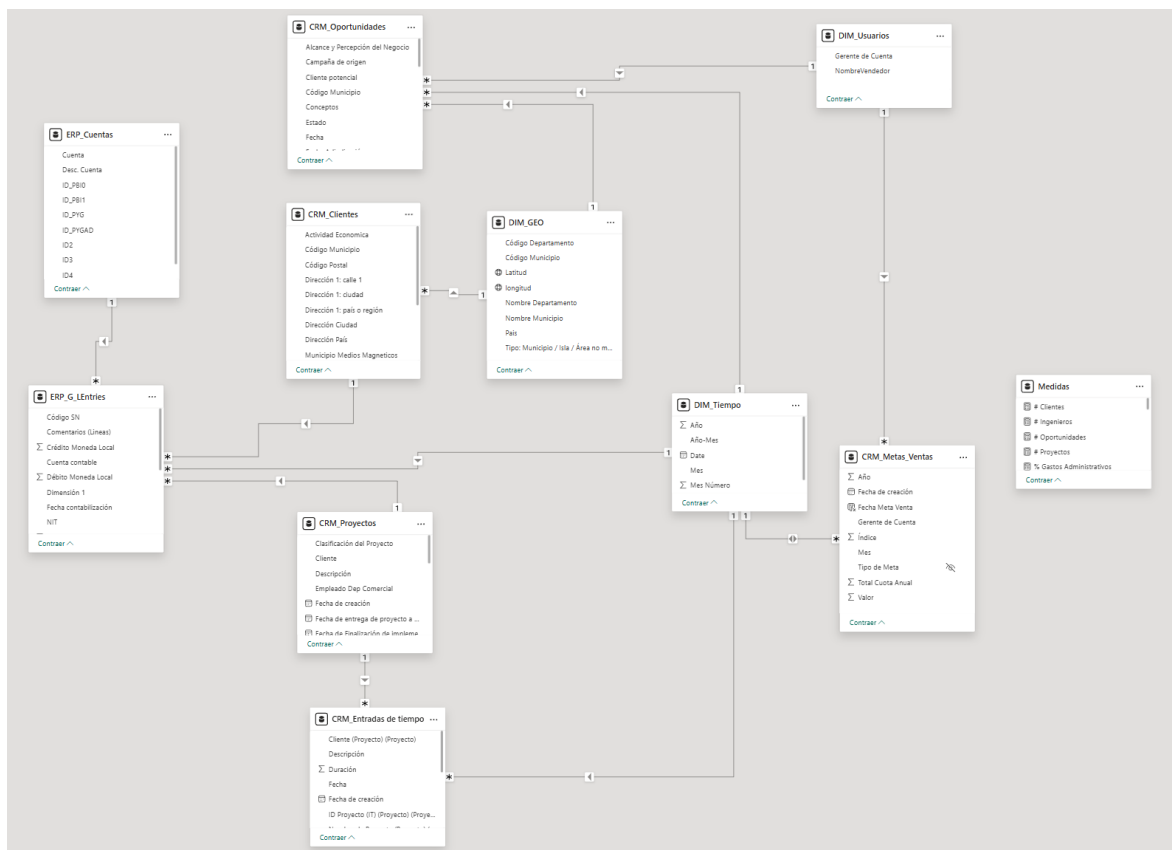 CRM_Oportunidades
Alcance y Percepción del Negocio
Campaña de origen
Cliente potencial
Código Municipio
Conceptos
Estado
Fecha
Contraer
DIM_Usuarios
Gerente de Cuenta
NombreVendedor
Contraer
ERP_Cuentas
Cuenta
Desc. Cuenta
ID_PBI0
ID_PBI1
ID_PYG
ID_PYGAD
ID2
ID3
ID4
Contraer
CRM_Clientes
Actividad Economica
Código Municipio
Código Postal
Dirección 1: calle 1
Dirección 1: ciudad
Dirección 1: país o región
Dirección Ciudad
Dirección País
Municipio Medios Magneticos
Contraer
DIM_GEO
Código Departamento
Código Municipio
Latitud
longitud
Nombre Departamento
Nombre Municipio
País
Tipo: Municipio / Isla / Área no m...
Contraer
ERP_G_LEntries
Código SN
Comentarios (Lineas)
Crédito Moneda Local
Cuenta contable
Débito Moneda Local
Dimensión 1
Fecha contabilización
NIT
Contraer
DIM_Tiempo
Año
Año-Mes
Date
Mes
Mes Número
Contraer
Medidas
# Clientes
# Ingenieros
# Oportunidades
# Proyectos
% Gastos Administrativos
Contraer
CRM_Metas_Ventas
Año
Fecha de creación
Fecha Meta Venta
Gerente de Cuenta
Índice
Mes
Tipo de Meta
Total Cuota Anual
Valor
Contraer
CRM_Proyectos
Clasificación del Proyecto
Cliente
Descripción
Empleado Dep Comercial
Fecha de creación
Fecha de entrega de proyecto a ...
Fecha de Finalización de impleme
Contraer
CRM_Entradas de tiempo
Cliente (Proyecto) (Proyecto)
Descripción
Duración
Fecha
Fecha de creación
ID Proyecto (IT) (Proyecto) (Proye...
Contraer